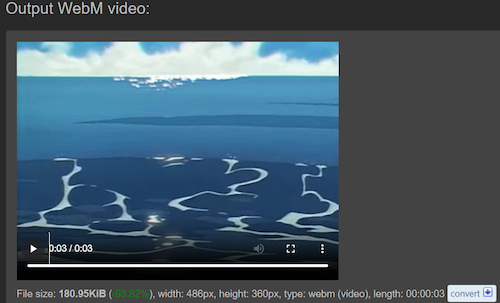 Output WebM video:
0:03 / 0:03
File size: 180.95KiB (-93.82%), width: 486px, height: 360px, type: webm (video), length: 00:00:03 convert